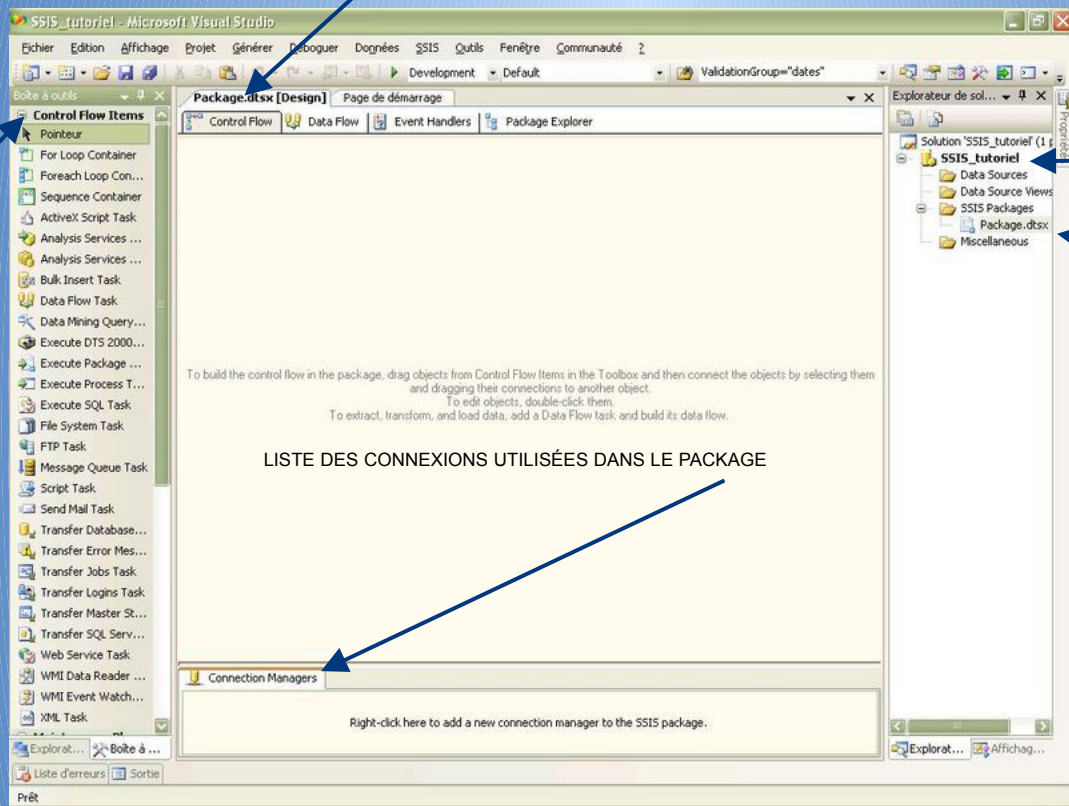 SSIS_tutoriel - Microsoft Visual Studio
Fichier Edition Affichage Projet Générer Déboguer Données SSIS Outils Fenêtre Communauté ?
Development Default ValidationGroup="dates"
Boîte à outils
Package.dtsx [Design] Page de démarrage
Explorateur de sol...
Control Flow Items
Control Flow Data Flow Event Handlers Package Explorer
Propriété
Pointeur
For Loop Container
Foreach Loop Con...
Sequence Container
ActiveX Script Task
Analysis Services ...
Analysis Services ...
Bulk Insert Task
Data Flow Task
Data Mining Query...
Execute DTS 2000...
Execute Package ...
Execute Process T...
Execute SQL Task
File System Task
FTP Task
Message Queue Task
Script Task
Send Mail Task
Transfer Database...
Transfer Error Mes...
Transfer Jobs Task
Transfer Logins Task
Transfer Master St...
Transfer SQL Serv...
Web Service Task
WMI Data Reader ...
WMI Event Watch...
XML Task
To build the control flow in the package, drag objects from Control Flow Items in the Toolbox and then connect the objects by selecting them
and dragging their connections to another object.
To edit objects, double-click them.
To extract, transform, and load data, add a Data Flow task and build its data flow.
LISTE DES CONNEXIONS UTILISÉES DANS LE PACKAGE
Connection Managers
Right-click here to add a new connection manager to the SSIS package.
Solution 'SSIS_tutoriel' (1
SSIS_tutoriel
Data Sources
Data Source Views
SSIS Packages
Package.dtsx
Miscellaneous
Explorat... Boîte à ...
Explorat... Affichag...
Liste d'erreurs Sortie
Prêt